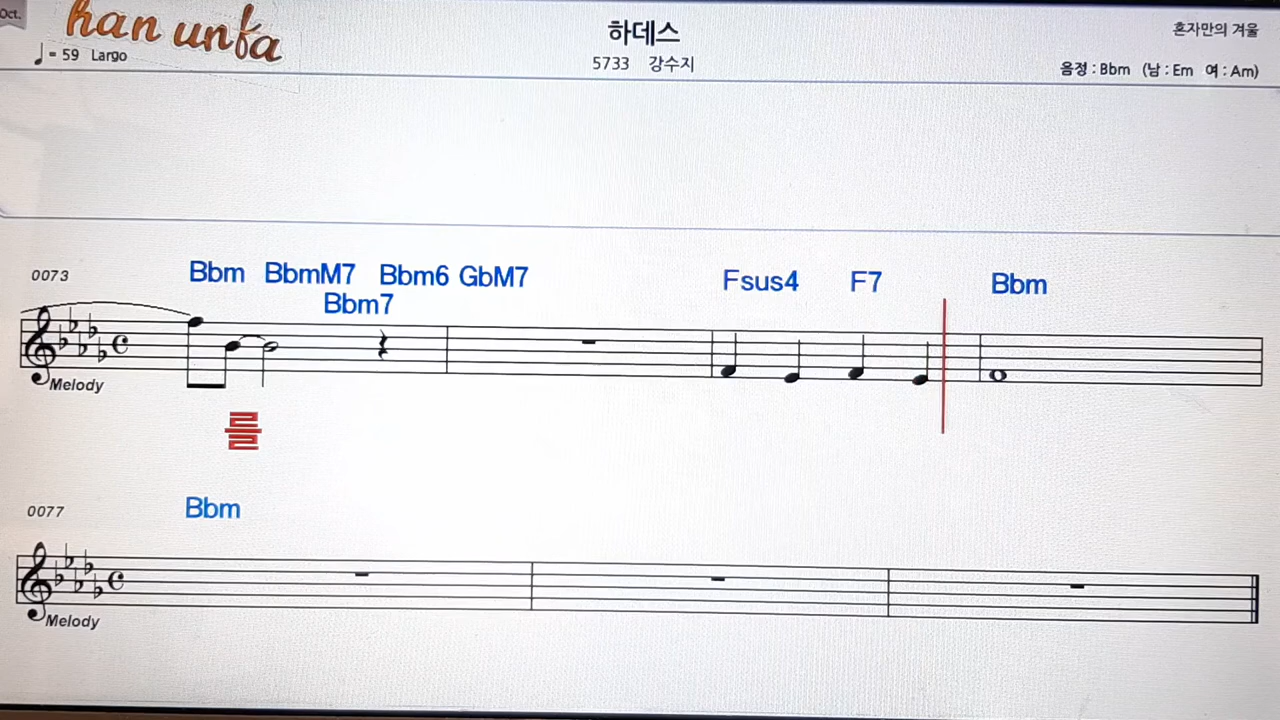 Oct.
han unfa
= 59 Largo
하데스
5733 강수지
혼자만의 겨울
음정 : Bbm (남 : Em 여 : Am)
0073
Bbm BbmM7 Bbm6 GbM7 Fsus4 F7 Bbm
Bbm7
Melody
를
0077
Bbm
Melody